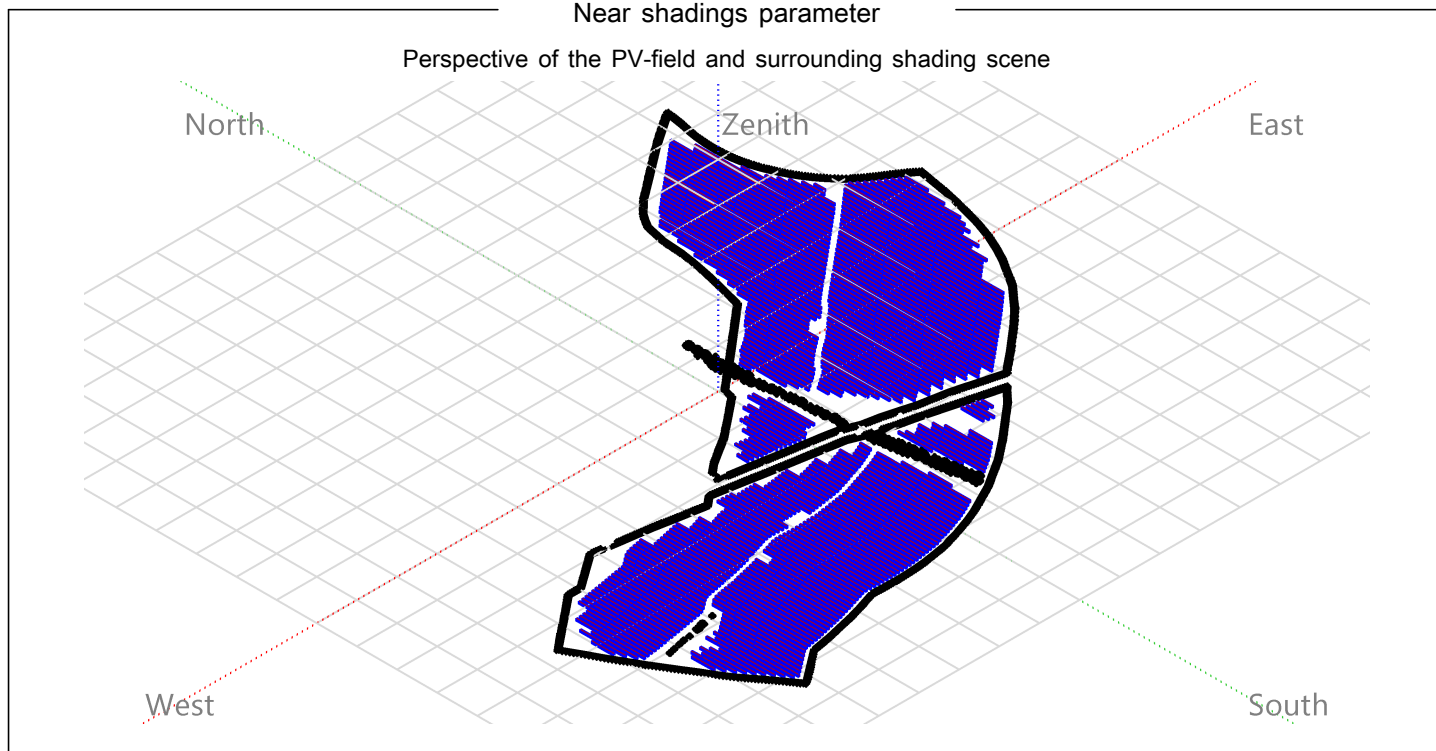 Near shadings parameter
Perspective of the PV-field and surrounding shading scene
North
Zenith
East
West
South